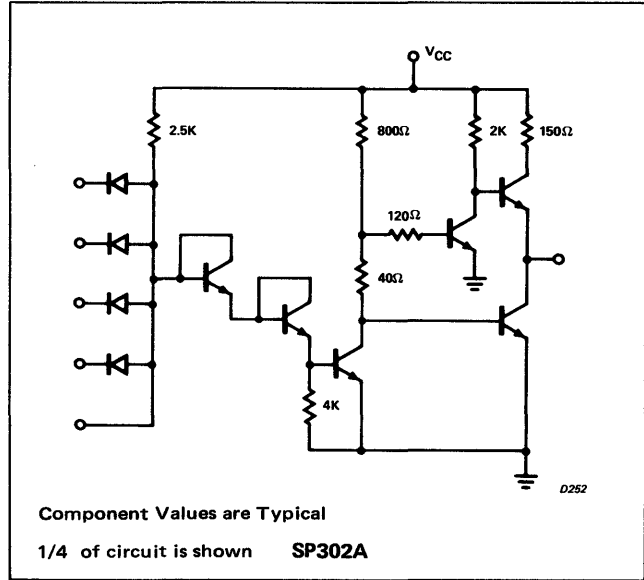 VCC
2.5K
800Ω
2K
150Ω
120Ω
40Ω
4K
D252
Component Values are Typical
1/4 of circuit is shown SP302A